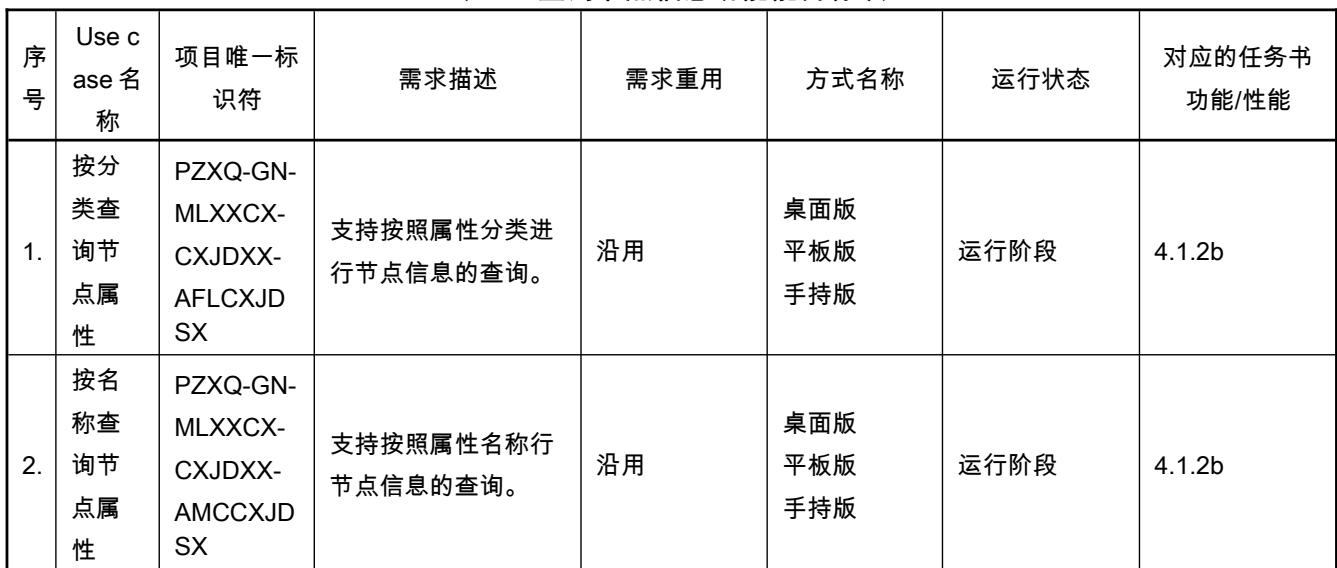 序 Use c 项目唯一标 需求描述 需求重用 方式名称 运行状态 对应的任务书
号 ase 名 识符 功能/性能
称
1.
按分
类查
询节
点属
性
PZXQ-GN-
MLXXCX-
CXJDXX-
AFLCXJD
SX
支持按照属性分类进
行节点信息的查询。
沿用
桌面版
平板版
手持版
运行阶段
4.1.2b
2.
按名
称查
询节
点属
性
PZXQ-GN-
MLXXCX-
CXJDXX-
AMCCXJD
SX
支持按照属性名称行
节点信息的查询。
沿用
桌面版
平板版
手持版
运行阶段
4.1.2b